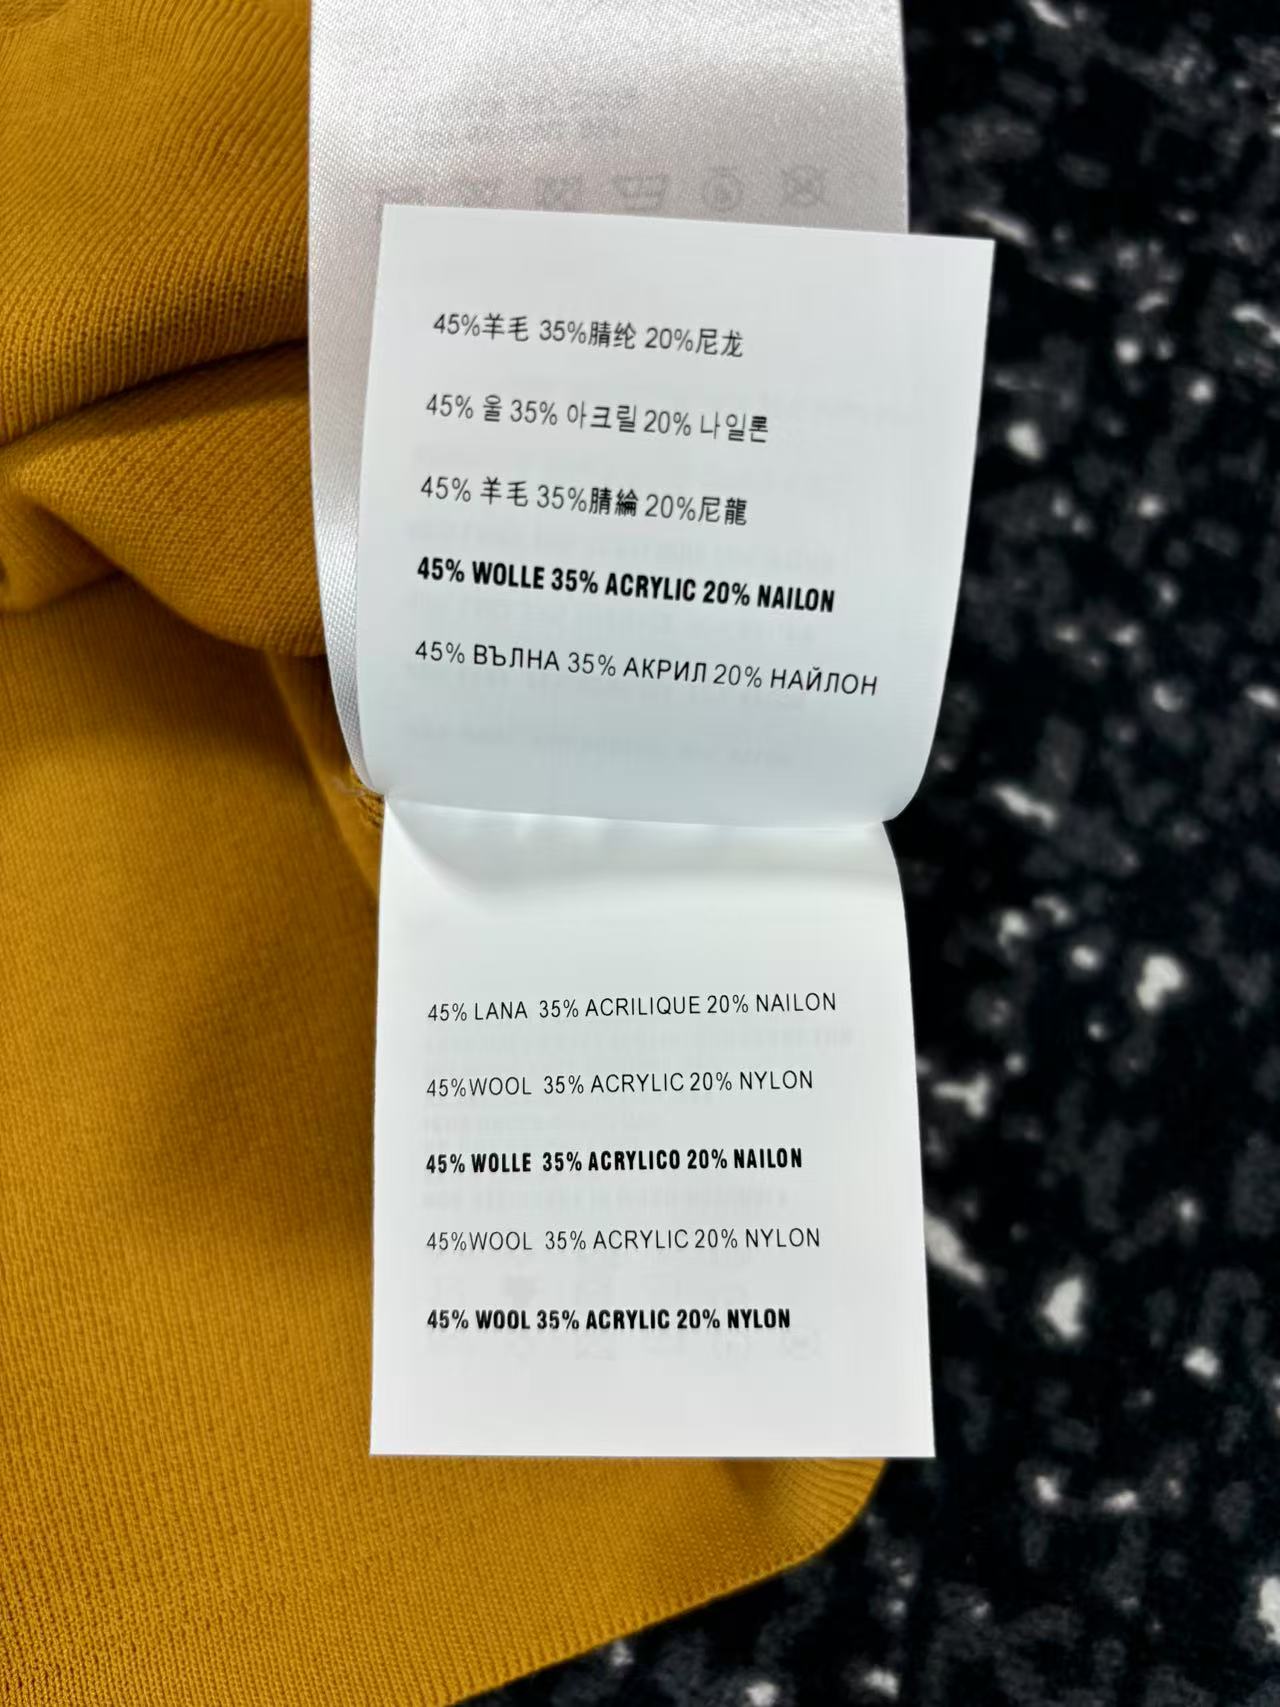 45%羊毛 35%腈纶 20%尼龙
45% 울 35% 아크릴 20% 나일론
45% 羊毛 35%腈綸 20%尼龍
45% WOLLE 35% ACRYLIC 20% NAILON
45% ВЪЛНА 35% АКРИЛ 20% НАЙЛОН
45% LANA 35% ACRILIQUE 20% NAILON
45%WOOL 35% ACRYLIC 20% NYLON
45% WOLLE 35% ACRYLICO 20% NAILON
45%WOOL 35% ACRYLIC 20% NYLON
45% WOOL 35% ACRYLIC 20% NYLON